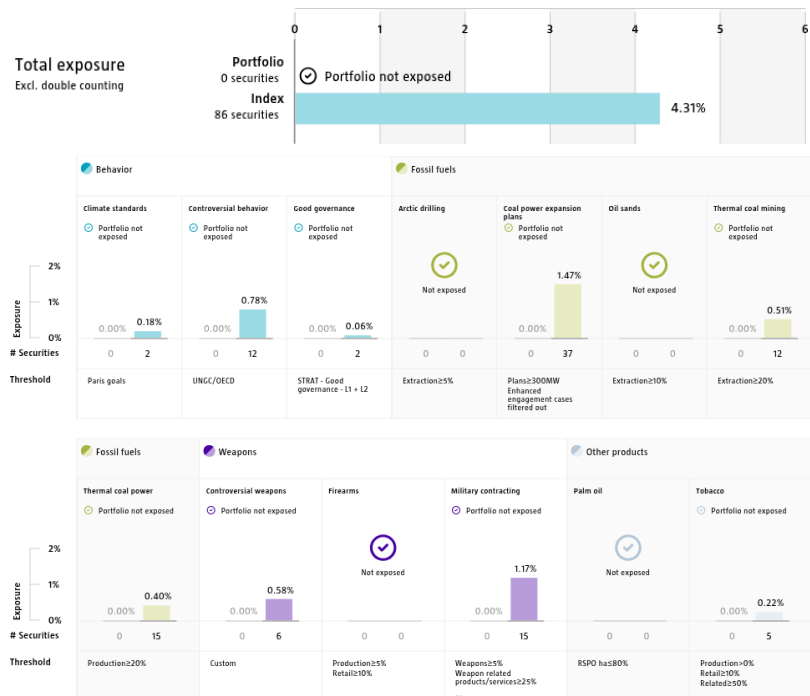 0 1 2 3 4 5 6
Total exposure
Excl. double counting
Portfolio
0 securities
Portfolio not exposed
Index
86 securities
4.31%
Behavior
Fossil fuels
Climate standards
Portfolio not
exposed
Controversial behavior
Portfolio not
exposed
Good governance
Portfolio not
exposed
Arctic drilling
Not exposed
Coal power expansion
plans
Portfolio not
exposed
Oil sands
Not exposed
Thermal coal mining
Portfolio not
exposed
Exposure
2%
1%
0%
0.00% 0.18%
0.00% 0.78%
0.00% 0.06%
0.00% 1.47%
0.00% 0.51%
# Securities
0 2 0 12 0 2 0 0 0 37 0 0 0 12
Threshold
Paris goals
UNGC/OECD
STRAT - Good
governance - L1 + L2
Extraction≥5%
Plans≥300MW
Enhanced
engagement cases
filtered out
Extraction≥10%
Extraction≥20%
Fossil fuels
Weapons
Other products
Thermal coal power
Portfolio not exposed
Controversial weapons
Portfolio not exposed
Firearms
Not exposed
Military contracting
Portfolio not exposed
Palm oil
Not exposed
Tobacco
Portfolio not exposed
Exposure
2%
1%
0%
0.00% 0.40%
0.00% 0.58%
0.00% 1.17%
0.00% 0.22%
# Securities
0 15 0 6 0 0 0 15 0 0 0 5
Threshold
Production≥20%
Custom
Production≥5%
Retail≥10%
Weapons≥5%
Weapon related
products/services≥25%
RSPO ha≤80%
Production>0%
Retail≥10%
Related≥50%